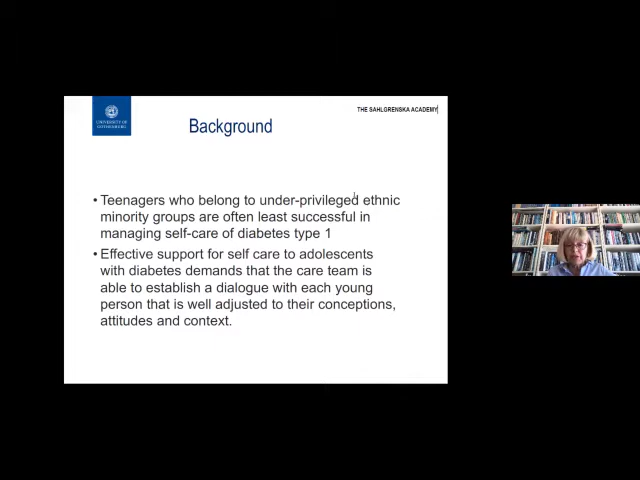 UNIVERSITY OF
GOTHENBURG
THE SAHLGRENSKA ACADEMY
Background
• Teenagers who belong to under-privileged ethnic
minority groups are often least successful in
managing self-care of diabetes type 1
• Effective support for self care to adolescents
with diabetes demands that the care team is
able to establish a dialogue with each young
person that is well adjusted to their conceptions,
attitudes and context.